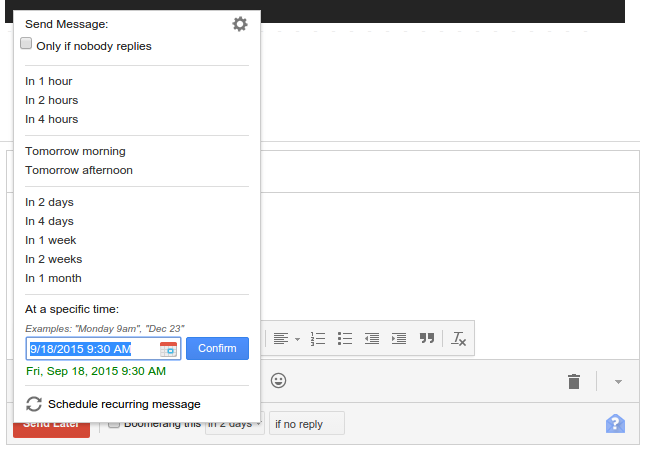 Send Message:
Only if nobody replies
In 1 hour
In 2 hours
In 4 hours
Tomorrow morning
Tomorrow afternoon
In 2 days
In 4 days
In 1 week
In 2 weeks
In 1 month
At a specific time:
Examples: "Monday 9am", "Dec 23"
9/18/2015 9:30 AM Confirm
Fri, Sep 18, 2015 9:30 AM
Schedule recurring message
Send Later Boomerang this in 2 days if no reply